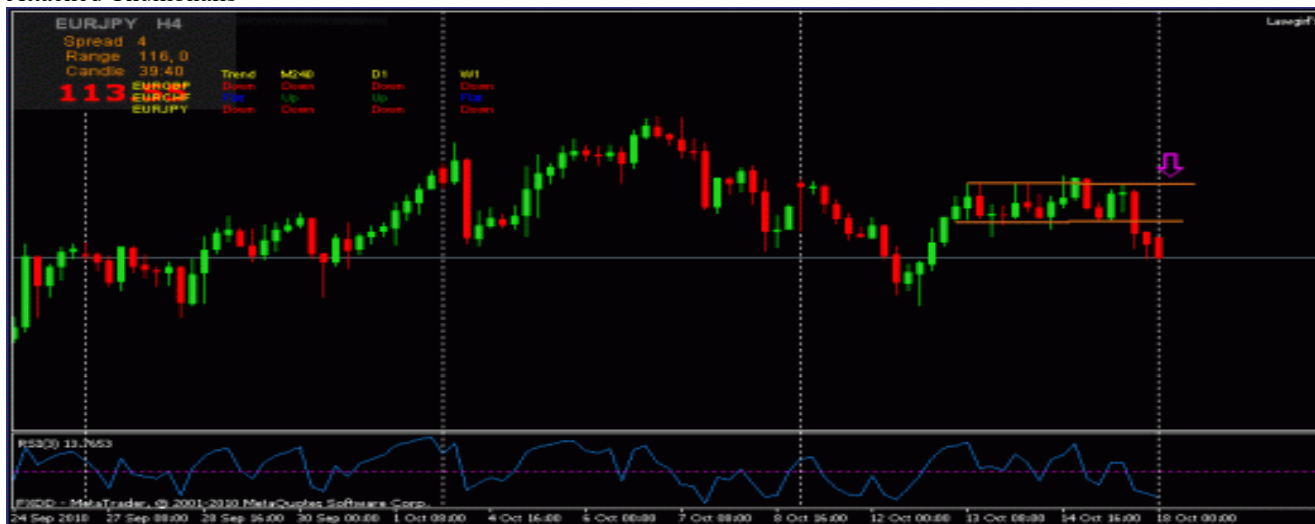 Attached Thumbnails
EURJPY H4
Spread 4
Range 116, 0
Candle 39:40
Trend M240 D1 W1
113
EURGBP Down Down Down Down
EURCHF Up Up Flat
EURJPY Down Down Down Down
RSI(3) 13.7653
FXDD - MetaTrader, © 2001-2010 MetaQuotes Software Corp.
24 Sep 2010 27 Sep 08:00 28 Sep 16:00 30 Sep 00:00 1 Oct 08:00 4 Oct 16:00 6 Oct 00:00 7 Oct 08:00 8 Oct 16:00 12 Oct 00:00 13 Oct 08:00 14 Oct 16:00 18 Oct 00:00